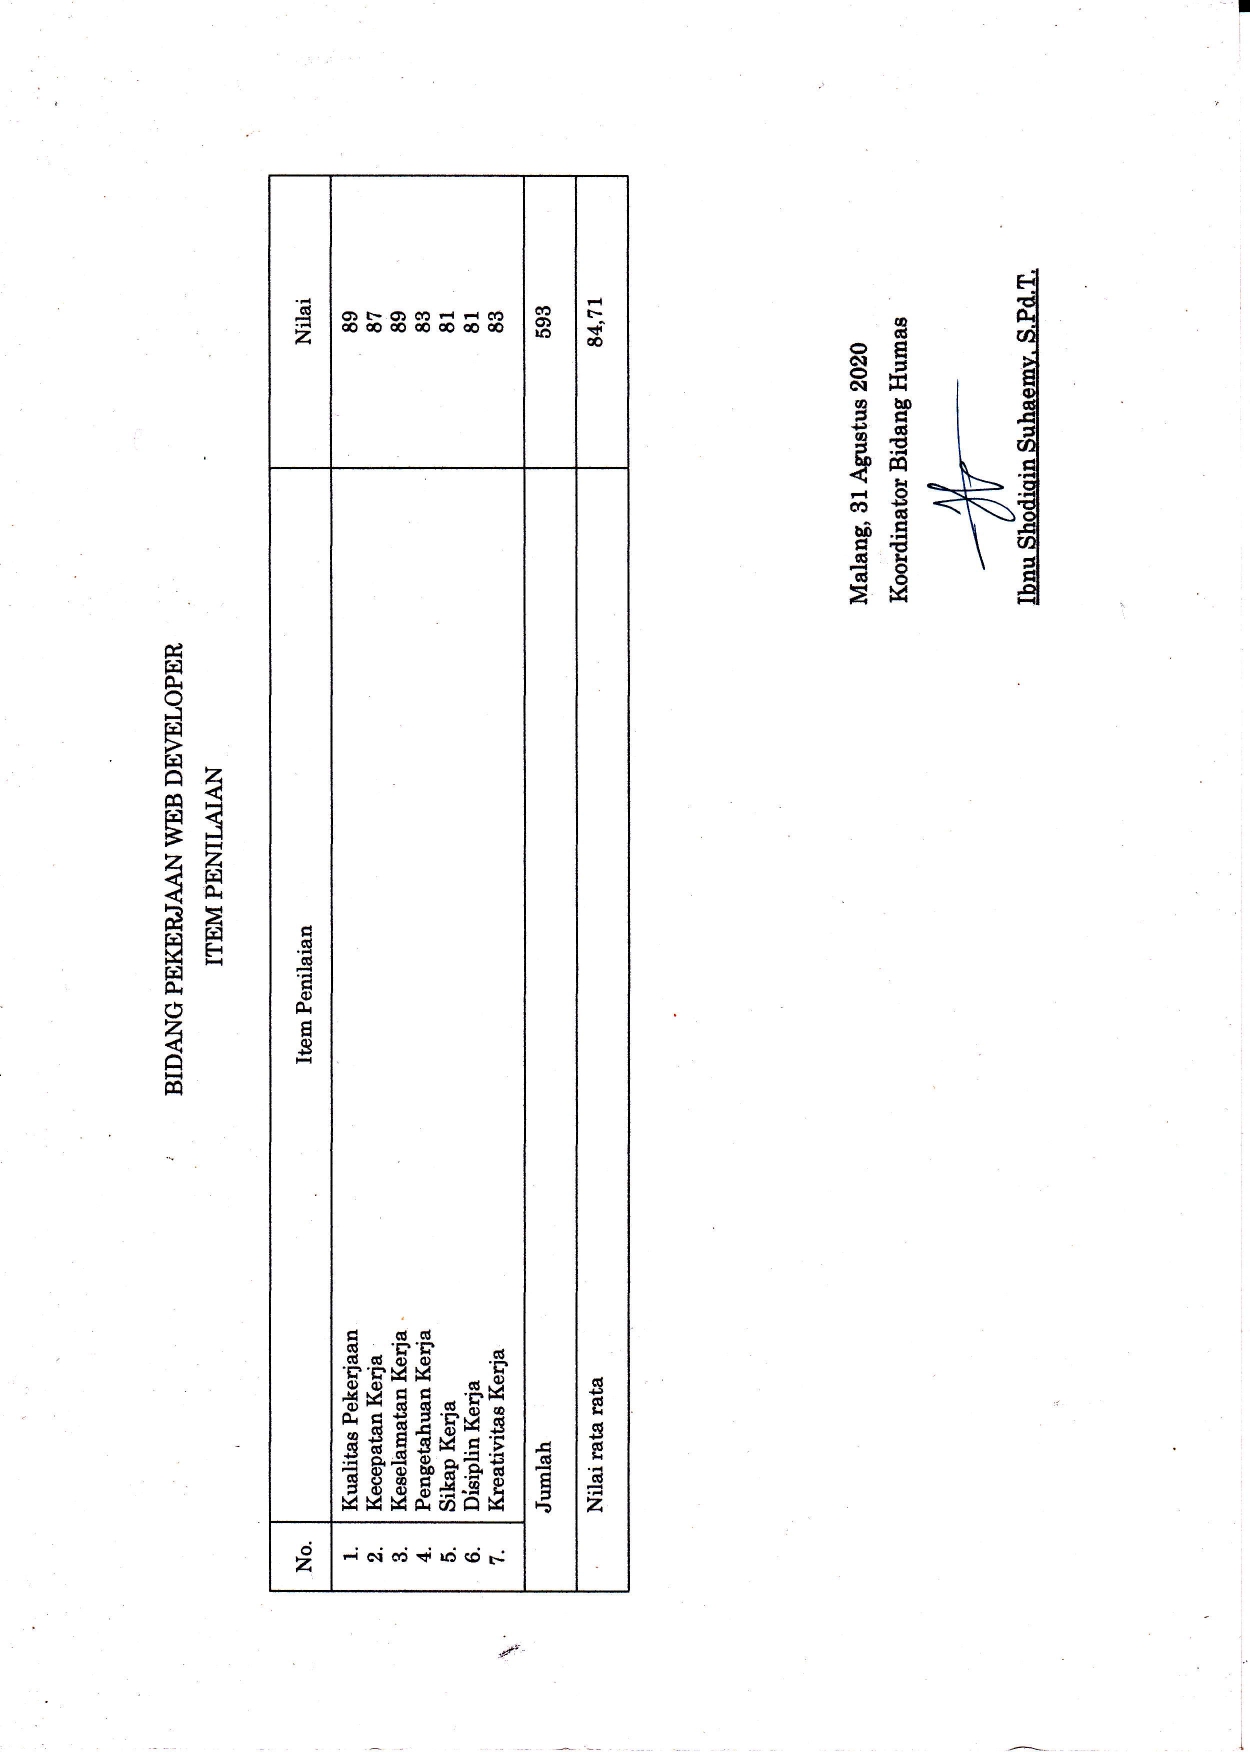 BIDANG PEKERJAAN WEB DEVELOPER
ITEM PENILAIAN
No. Item Penilaian Nilai
1. Kualitas Pekerjaan 89
2. Kecepatan Kerja 87
3. Keselamatan Kerja 89
4. Pengetahuan Kerja 83
5. Sikap Kerja 81
6. Disiplin Kerja 81
7. Kreativitas Kerja 83
Jumlah 593
Nilai rata rata 84,71
Malang, 31 Agustus 2020
Koordinator Bidang Humas
Ibnu Shodiqin Suhaemy, S.Pd.T.